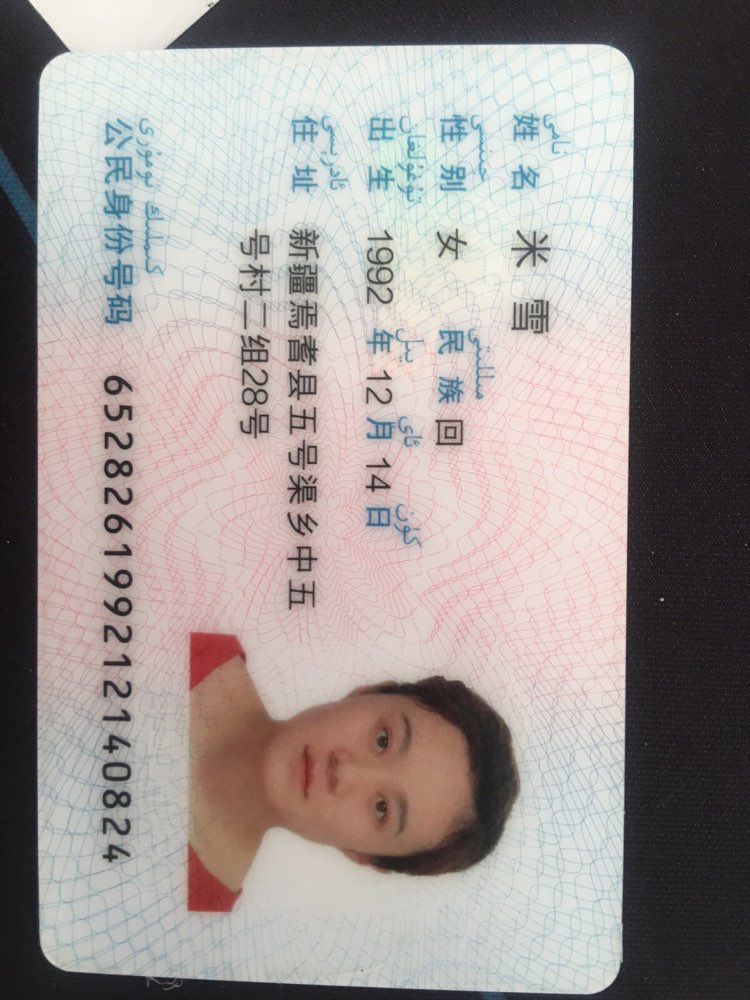 نامى
姓名 米雪
جىنسى مىللىتى
性别 女 民族 回
تۇغۇلغان يىل ئاي كۈن
出生 1992 年 12 月 14 日
ئادرېسى
住址 新疆焉耆县五号渠乡中五
号村二组28号
كىملىك نومۇرى
公民身份号码 652826199212140824